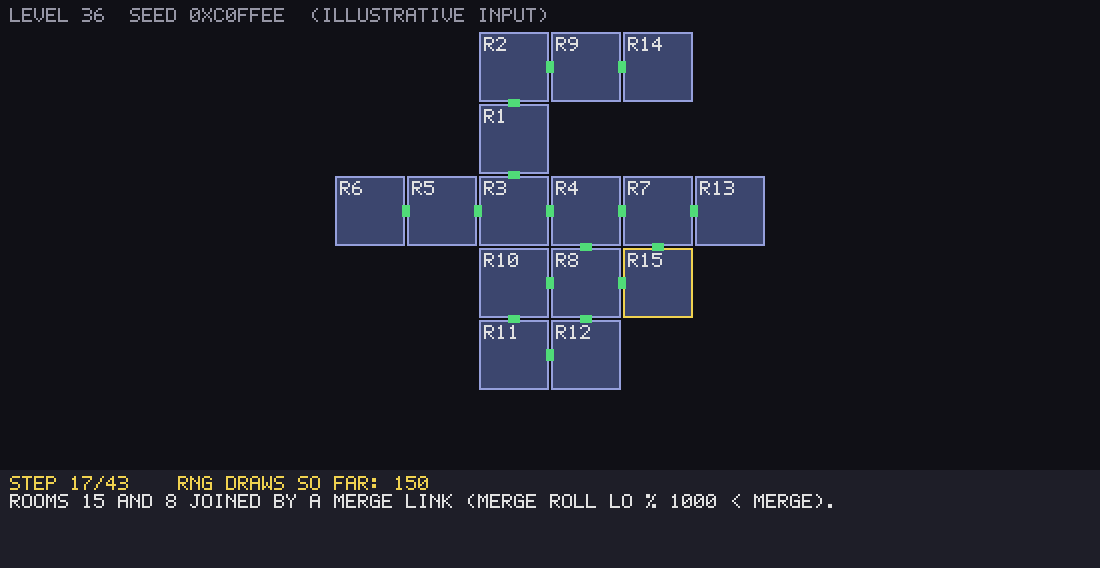 LEVEL 36  SEED 0XC0FFEE  (ILLUSTRATIVE INPUT)
R2 R9 R14
R1
R6 R5 R3 R4 R7 R13
R10 R8 R15
R11 R12
STEP 17/43    RNG DRAWS SO FAR: 150
ROOMS 15 AND 8 JOINED BY A MERGE LINK (MERGE ROLL LO % 1000 < MERGE).